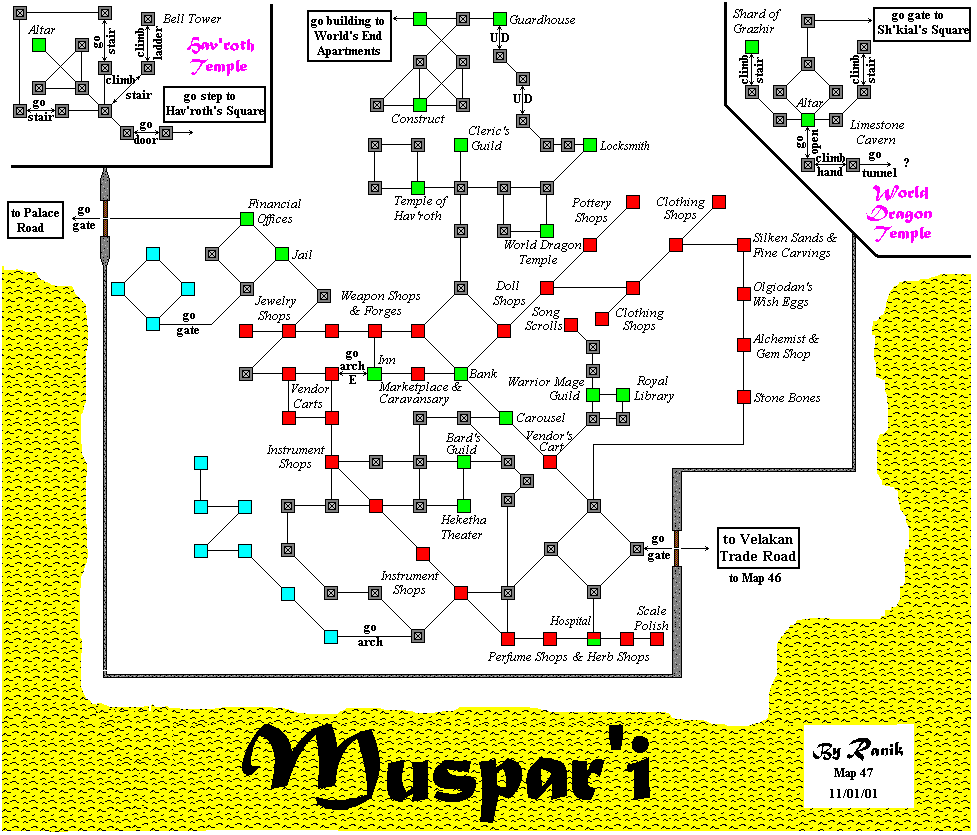 Altar
go
stair
climb
ladder
Bell Tower
Hav'roth
Temple
climb
stair
go
stair
go step to
Hav'roth's Square
go
door
go building to
World's End
Apartments
Guardhouse
U D
U D
Construct
Cleric's
Guild
Locksmith
Temple of
Hav'roth
World Dragon
Temple
Shard of
Grazhir
go gate to
Sh'kial's Square
climb
stair
climb
stair
Altar
go
open
Limestone
Cavern
climb
hand
go
tunnel
?
World
Dragon
Temple
to Palace
Road
go
gate
Financial
Offices
Jail
go
gate
Jewelry
Shops
Weapon Shops
& Forges
Doll
Shops
Pottery
Shops
Clothing
Shops
Silken Sands &
Fine Carvings
Olgiodan's
Wish Eggs
Alchemist &
Gem Shop
Stone Bones
Song
Scrolls
Clothing
Shops
go
arch
E
Inn
Bank
Vendor
Carts
Marketplace &
Caravansary
Warrior Mage
Guild
Royal
Library
Carousel
Vendor's
Cart
Bard's
Guild
Instrument
Shops
Heketha
Theater
Instrument
Shops
go
gate
to Velakan
Trade Road
to Map 46
go
arch
Hospital
Scale
Polish
Perfume Shops & Herb Shops
Muspar'i
By Ranik
Map 47
11/01/01